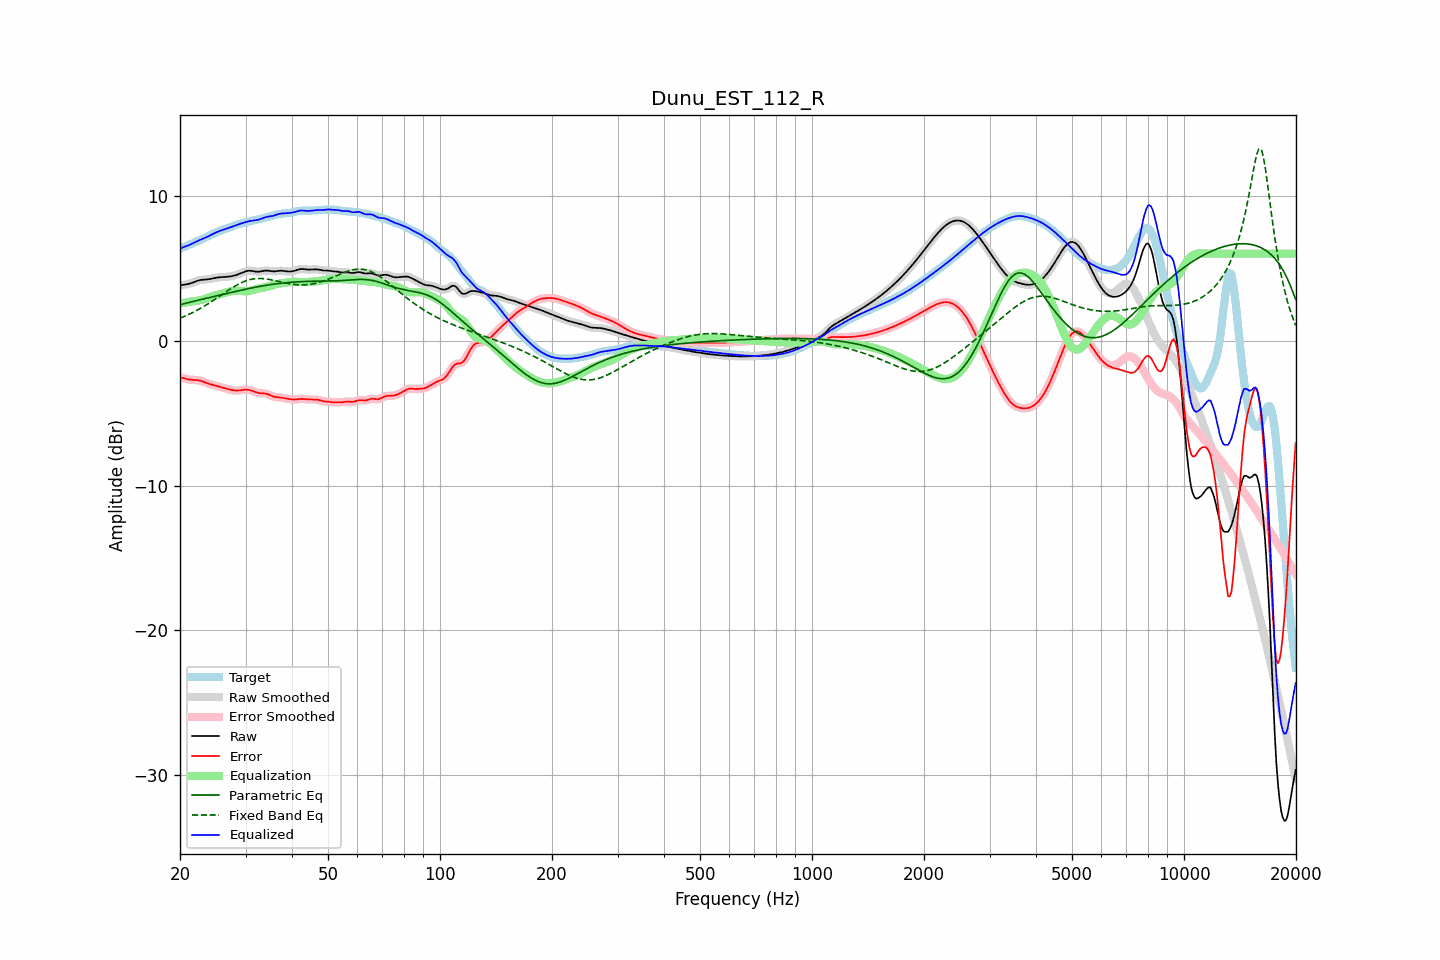 Dunu_EST_112_R
Amplitude (dBr)
10
0
−10
−20
−30
Target
Raw Smoothed
Error Smoothed
Raw
Error
Equalization
Parametric Eq
Fixed Band Eq
Equalized
20 50 100 200 500 1000 2000 5000 10000 20000
Frequency (Hz)